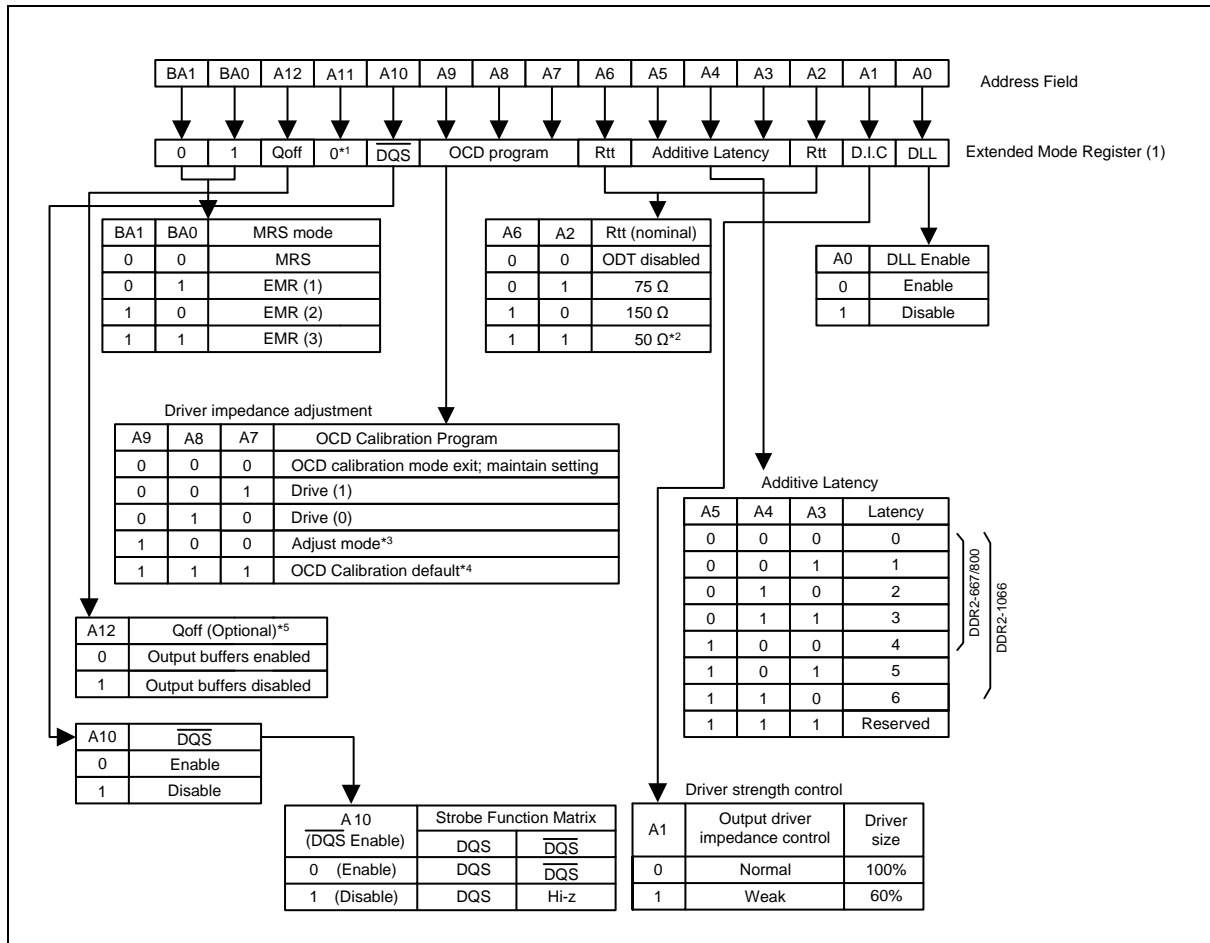 BA1 BA0 A12 A11 A10 A9 A8 A7 A6 A5 A4 A3 A2 A1 A0 Address Field
0 1 Qoff 0*1 DQS OCD program Rtt Additive Latency Rtt D.I.C DLL Extended Mode Register (1)
BA1 BA0 MRS mode
0 0 MRS
0 1 EMR (1)
1 0 EMR (2)
1 1 EMR (3)
A6 A2 Rtt (nominal)
0 0 ODT disabled
0 1 75 Ω
1 0 150 Ω
1 1 50 Ω*2
A0 DLL Enable
0 Enable
1 Disable
Driver impedance adjustment
A9 A8 A7 OCD Calibration Program
0 0 0 OCD calibration mode exit; maintain setting
0 0 1 Drive (1)
0 1 0 Drive (0)
1 0 0 Adjust mode*3
1 1 1 OCD Calibration default*4
Additive Latency
A5 A4 A3 Latency
0 0 0 0
0 0 1 1
0 1 0 2
0 1 1 3
1 0 0 4
1 0 1 5
1 1 0 6
1 1 1 Reserved
DDR2-667/800
DDR2-1066
A12 Qoff (Optional)*5
0 Output buffers enabled
1 Output buffers disabled
A10 DQS
0 Enable
1 Disable
A 10 (DQS Enable) Strobe Function Matrix
DQS DQS
0 (Enable) DQS DQS
1 (Disable) DQS Hi-z
Driver strength control
A1 Output driver impedance control Driver size
0 Normal 100%
1 Weak 60%